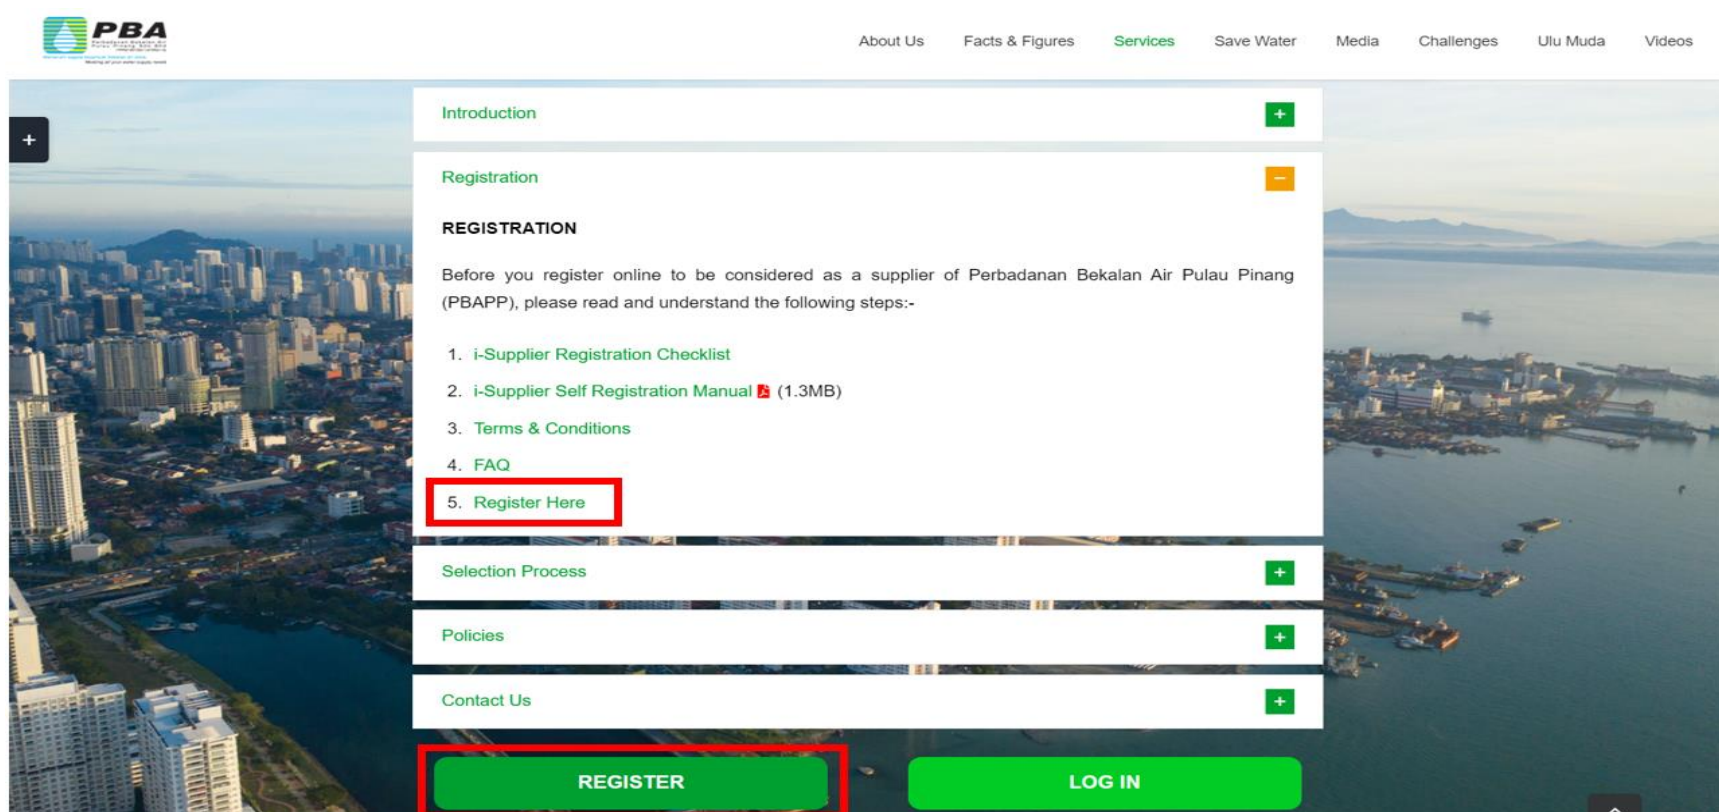 PBA
About Us Facts & Figures Services Save Water Media Challenges Ulu Muda Videos
+
Introduction +
Registration −
REGISTRATION
Before you register online to be considered as a supplier of Perbadanan Bekalan Air Pulau Pinang
(PBAPP), please read and understand the following steps:-
1. i-Supplier Registration Checklist
2. i-Supplier Self Registration Manual (1.3MB)
3. Terms & Conditions
4. FAQ
5. Register Here
Selection Process +
Policies +
Contact Us +
REGISTER LOG IN